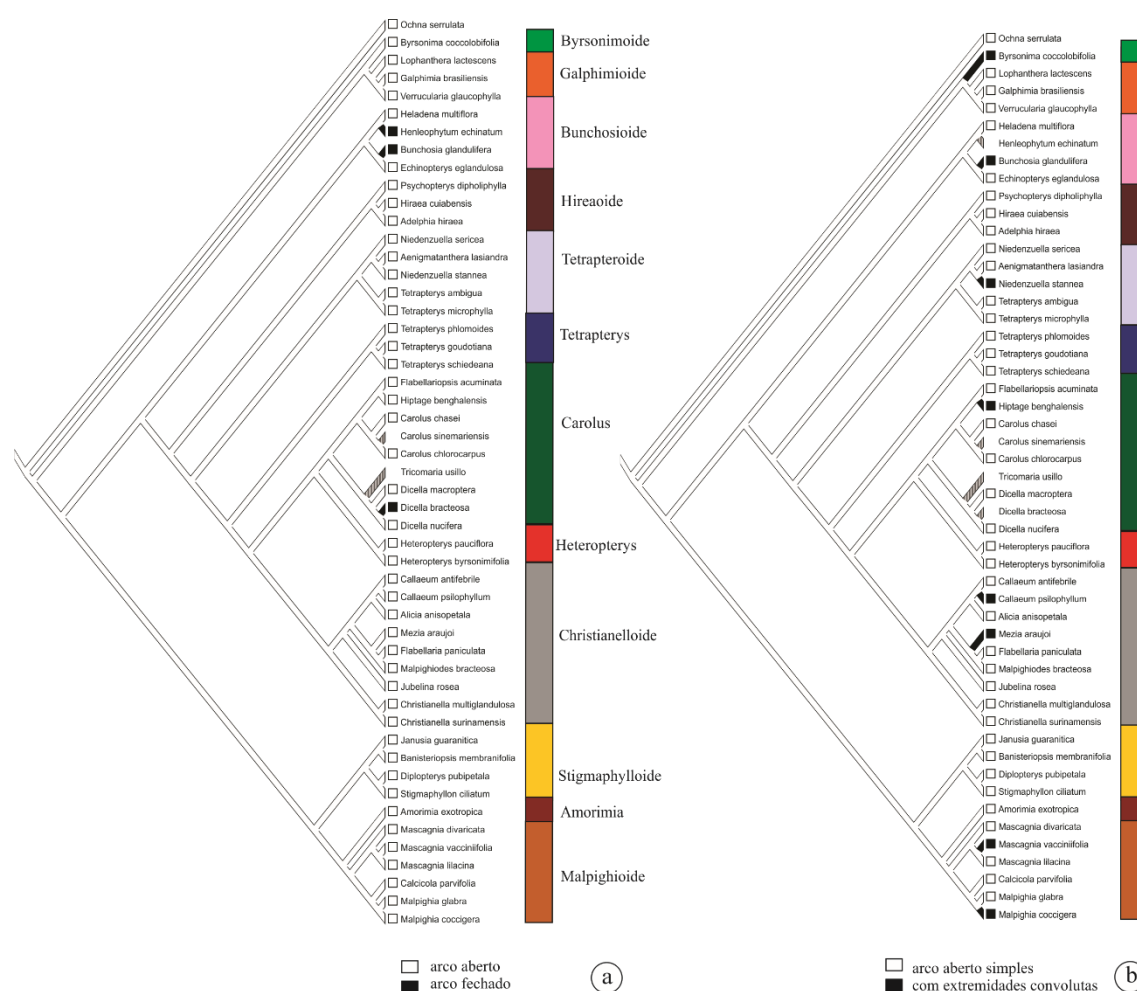 Ochna serrulata
Byrsonima coccolobifolia
Lophanthera lactescens
Galphimia brasiliensis
Verrucularia glaucophylla
Heladena multiflora
Henleophytum echinatum
Bunchosia glandulifera
Echinopterys eglandulosa
Psychopterys dipholiphylla
Hiraea cuiabensis
Adelphia hiraea
Niedenzuella sericea
Aenigmatanthera lasiandra
Niedenzuella stannea
Tetrapterys ambigua
Tetrapterys microphylla
Tetrapterys phlomoides
Tetrapterys goudotiana
Tetrapterys schiedeana
Flabellariopsis acuminata
Hiptage benghalensis
Carolus chasei
Carolus sinemariensis
Carolus chlorocarpus
Tricomaria usillo
Dicella macroptera
Dicella bracteosa
Dicella nucifera
Heteropterys pauciflora
Heteropterys byrsonimifolia
Callaeum antifebrile
Callaeum psilophyllum
Alicia anisopetala
Mezia araujoi
Flabellaria paniculata
Malpighiodes bracteosa
Jubelina rosea
Christianella multiglandulosa
Christianella surinamensis
Janusia guaranitica
Banisteriopsis membranifolia
Diplopterys pubipetala
Stigmaphyllon ciliatum
Amorimia exotropica
Mascagnia divaricata
Mascagnia vacciniifolia
Mascagnia lilacina
Calcicola parvifolia
Malpighia glabra
Malpighia coccigera
Byrsonimoide
Galphimioide
Bunchosioide
Hireaoide
Tetrapteroide
Tetrapterys
Carolus
Heteropterys
Christianelloide
Stigmaphylloide
Amorimia
Malpighioide
arco aberto
arco fechado
a
Ochna serrulata
Byrsonima coccolobifolia
Lophanthera lactescens
Galphimia brasiliensis
Verrucularia glaucophylla
Heladena multiflora
Henleophytum echinatum
Bunchosia glandulifera
Echinopterys eglandulosa
Psychopterys dipholiphylla
Hiraea cuiabensis
Adelphia hiraea
Niedenzuella sericea
Aenigmatanthera lasiandra
Niedenzuella stannea
Tetrapterys ambigua
Tetrapterys microphylla
Tetrapterys phlomoides
Tetrapterys goudotiana
Tetrapterys schiedeana
Flabellariopsis acuminata
Hiptage benghalensis
Carolus chasei
Carolus sinemariensis
Carolus chlorocarpus
Tricomaria usillo
Dicella macroptera
Dicella bracteosa
Dicella nucifera
Heteropterys pauciflora
Heteropterys byrsonimifolia
Callaeum antifebrile
Callaeum psilophyllum
Alicia anisopetala
Mezia araujoi
Flabellaria paniculata
Malpighiodes bracteosa
Jubelina rosea
Christianella multiglandulosa
Christianella surinamensis
Janusia guaranitica
Banisteriopsis membranifolia
Diplopterys pubipetala
Stigmaphyllon ciliatum
Amorimia exotropica
Mascagnia divaricata
Mascagnia vacciniifolia
Mascagnia lilacina
Calcicola parvifolia
Malpighia glabra
Malpighia coccigera
arco aberto simples
com extremidades convolutas
b